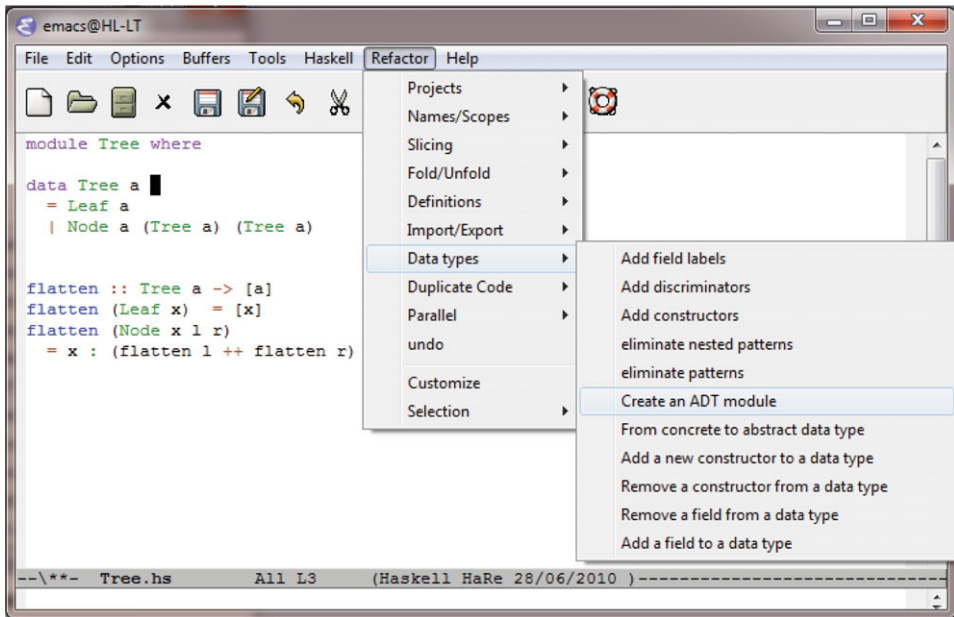 emacs@HL-LT
File Edit Options Buffers Tools Haskell Refactor Help
module Tree where
data Tree a
= Leaf a
| Node a (Tree a) (Tree a)
flatten :: Tree a -> [a]
flatten (Leaf x) = [x]
flatten (Node x l r)
= x : (flatten l ++ flatten r)
Projects
Names/Scopes
Slicing
Fold/Unfold
Definitions
Import/Export
Data types
Duplicate Code
Parallel
undo
Customize
Selection
Add field labels
Add discriminators
Add constructors
eliminate nested patterns
eliminate patterns
Create an ADT module
From concrete to abstract data type
Add a new constructor to a data type
Remove a constructor from a data type
Remove a field from a data type
Add a field to a data type
--\**- Tree.hs All L3 (Haskell HaRe 28/06/2010 )-----------------------------